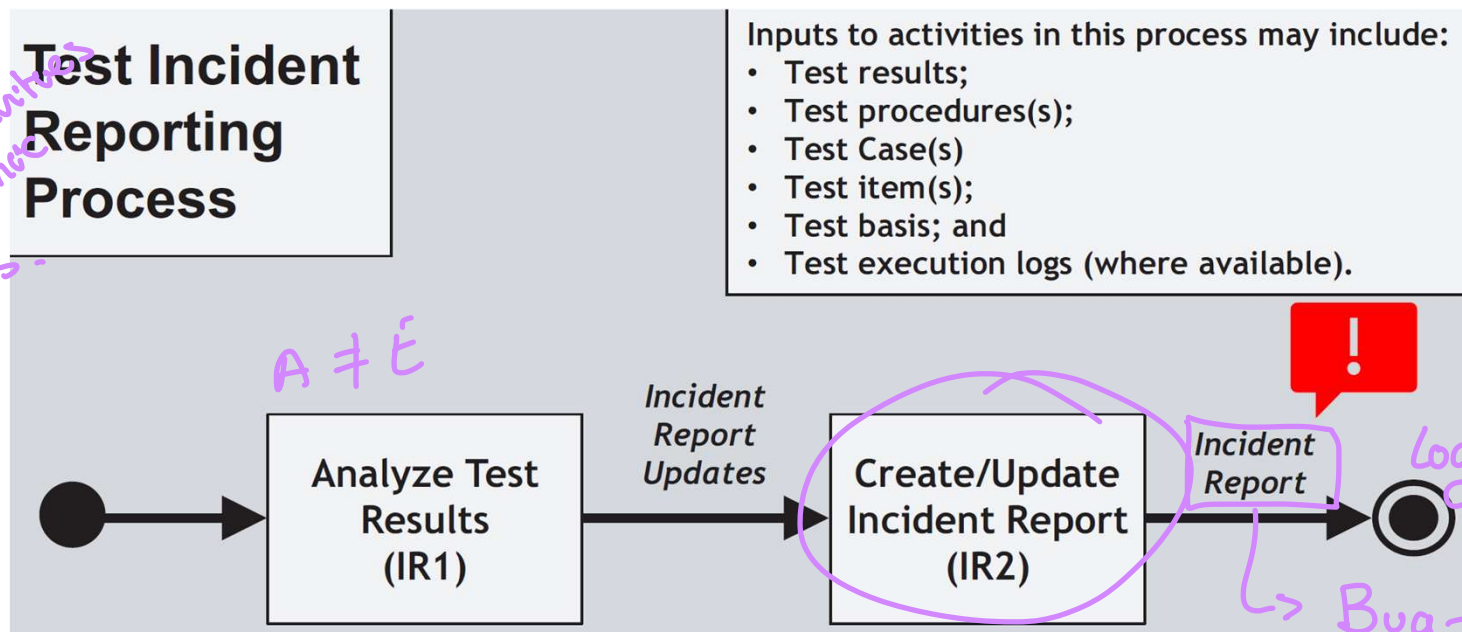 Test Incident
Reporting
Process
Inputs to activities in this process may include:
• Test results;
• Test procedures(s);
• Test Case(s)
• Test item(s);
• Test basis; and
• Test execution logs (where available).
!
A ≠ E
Incident
Report
Updates
Analyze Test
Results
(IR1)
Create/Update
Incident Report
(IR2)
Incident
Report